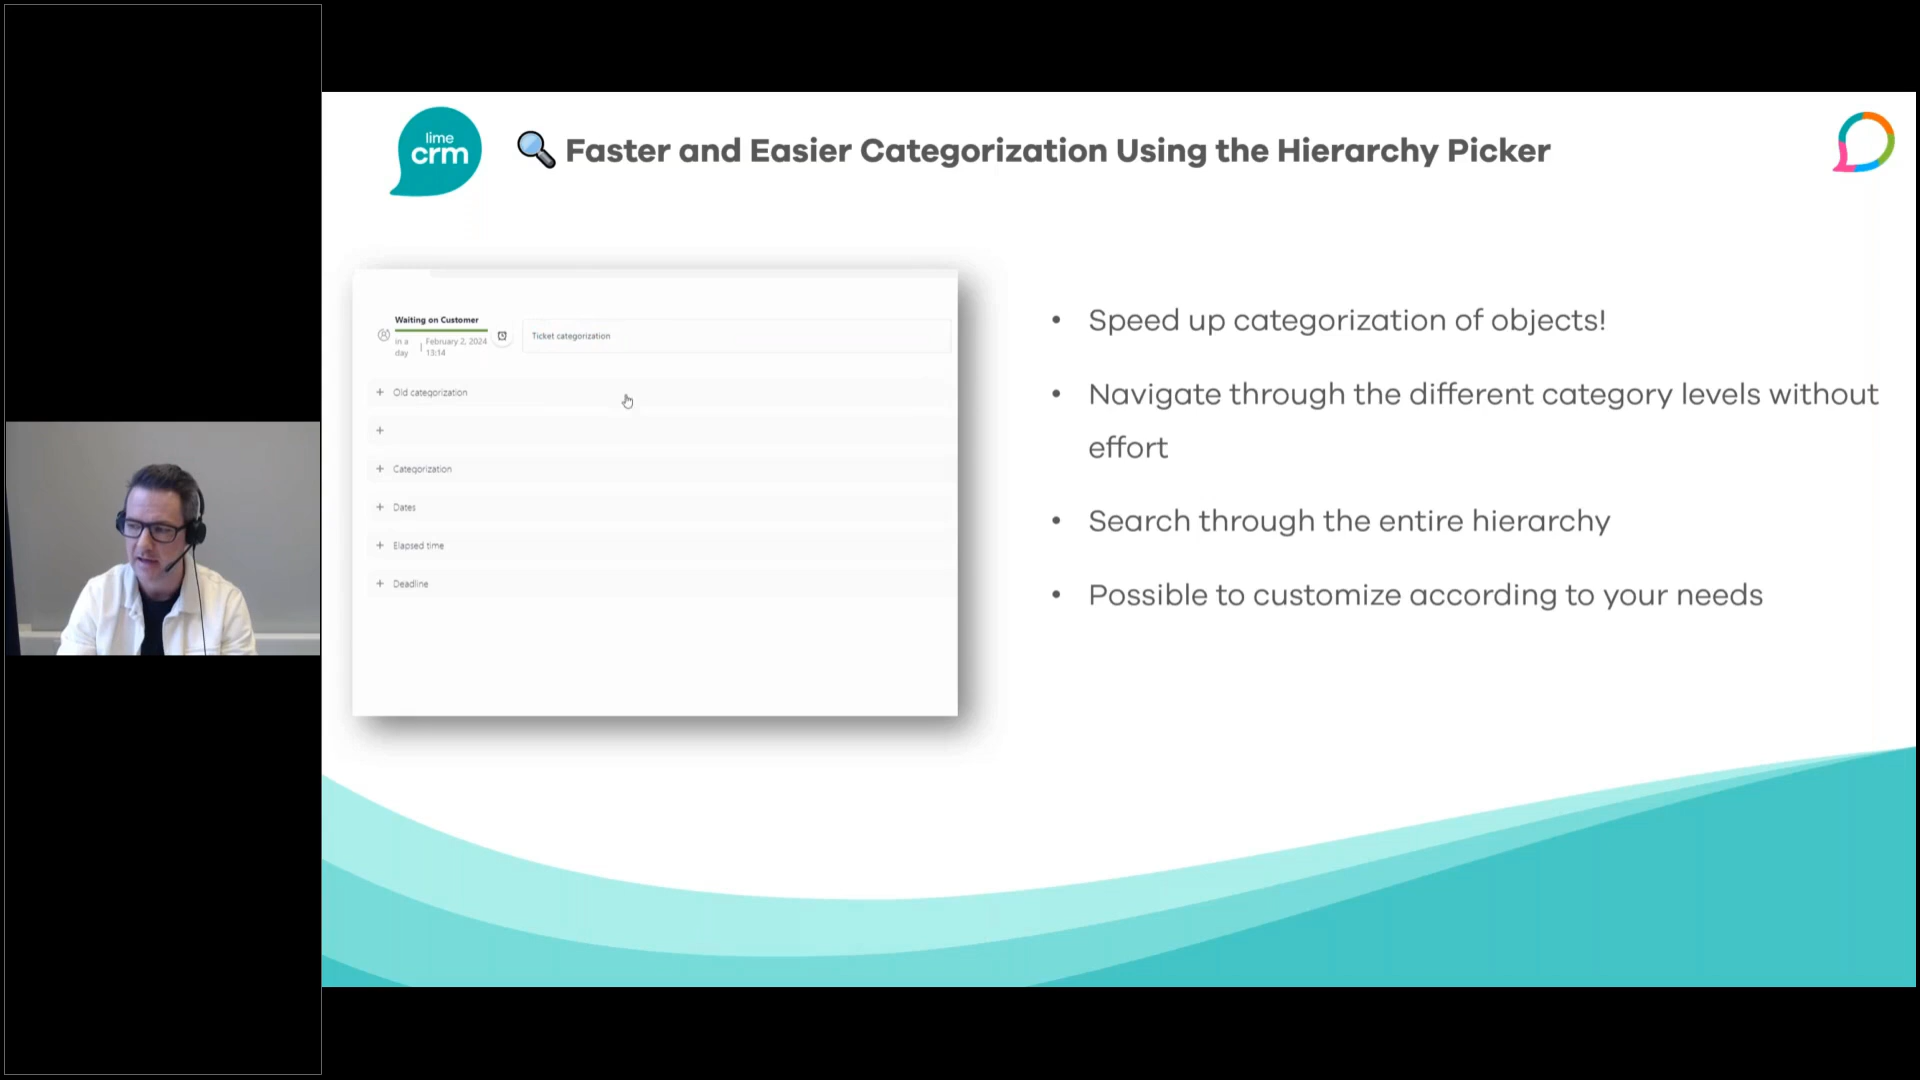 lime
crm
Faster and Easier Categorization Using the Hierarchy Picker
Waiting on Customer
in a
day
February 2, 2024
13:14
Ticket categorization
Old categorization
Categorization
Dates
Elapsed time
Deadline
• Speed up categorization of objects!
• Navigate through the different category levels without
effort
• Search through the entire hierarchy
• Possible to customize according to your needs